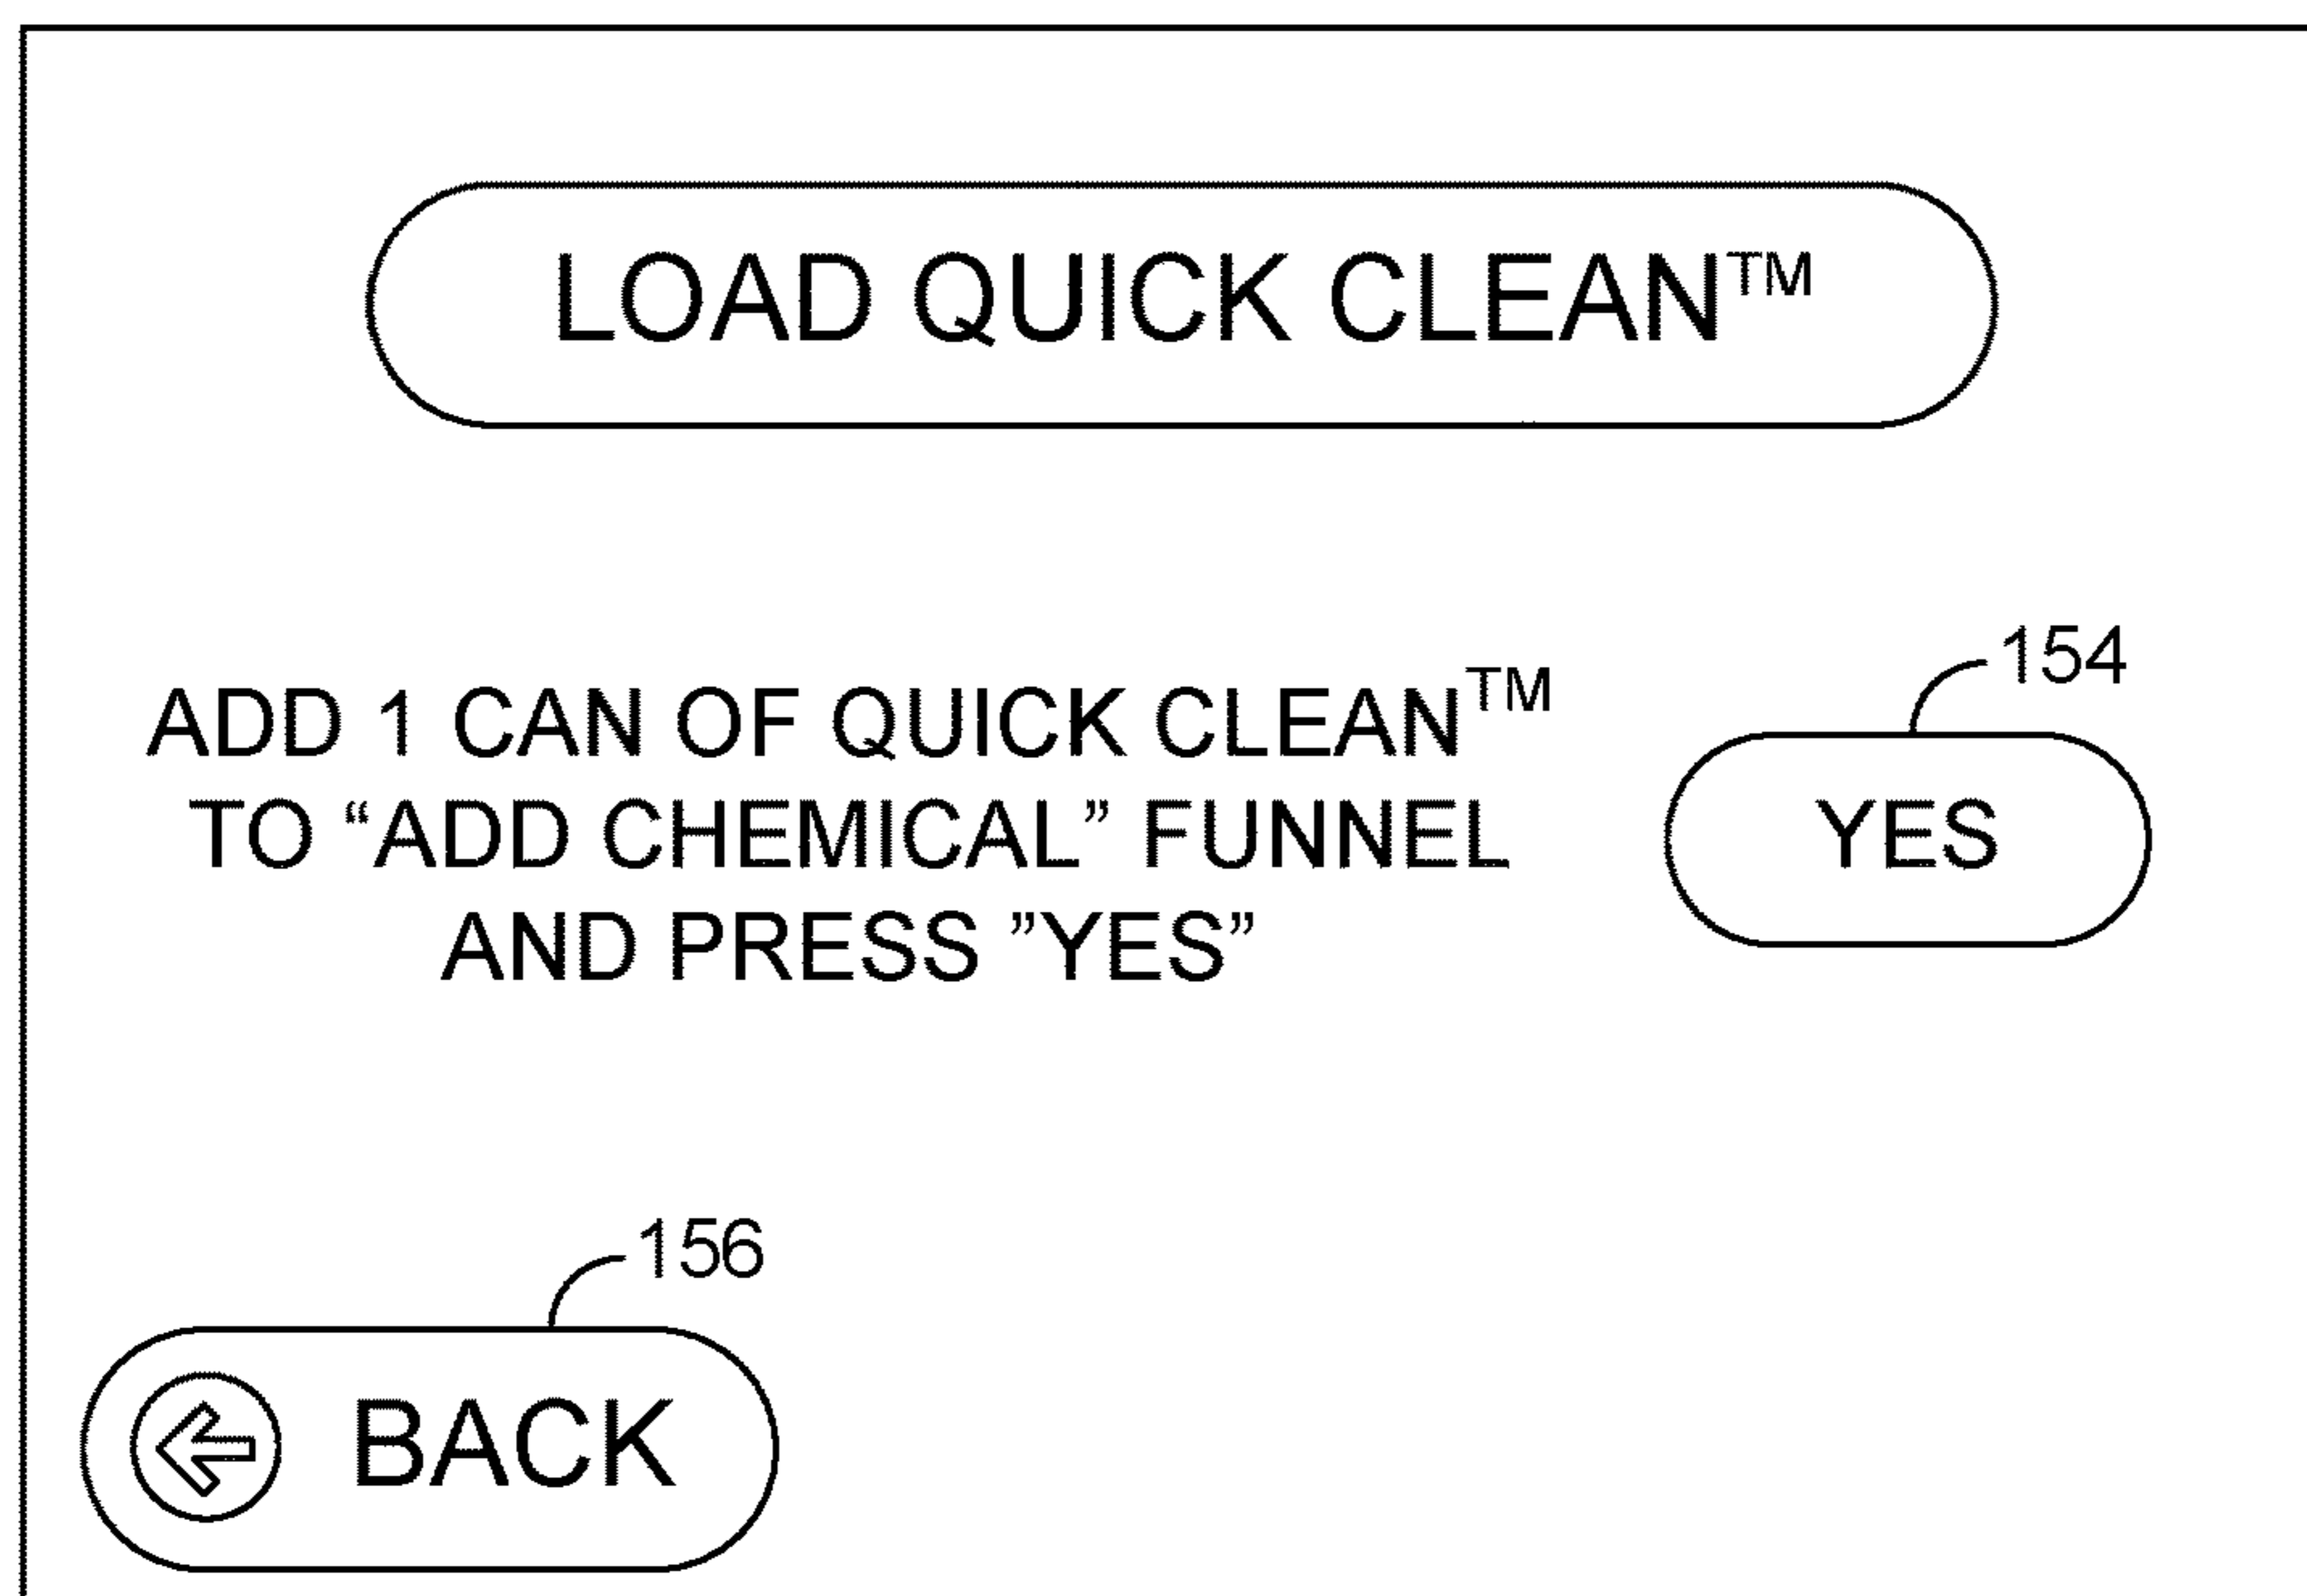 LOAD QUICK CLEAN™
154
ADD 1 CAN OF QUICK CLEAN™
TO “ADD CHEMICAL” FUNNEL
AND PRESS ”YES”
YES
156
BACK